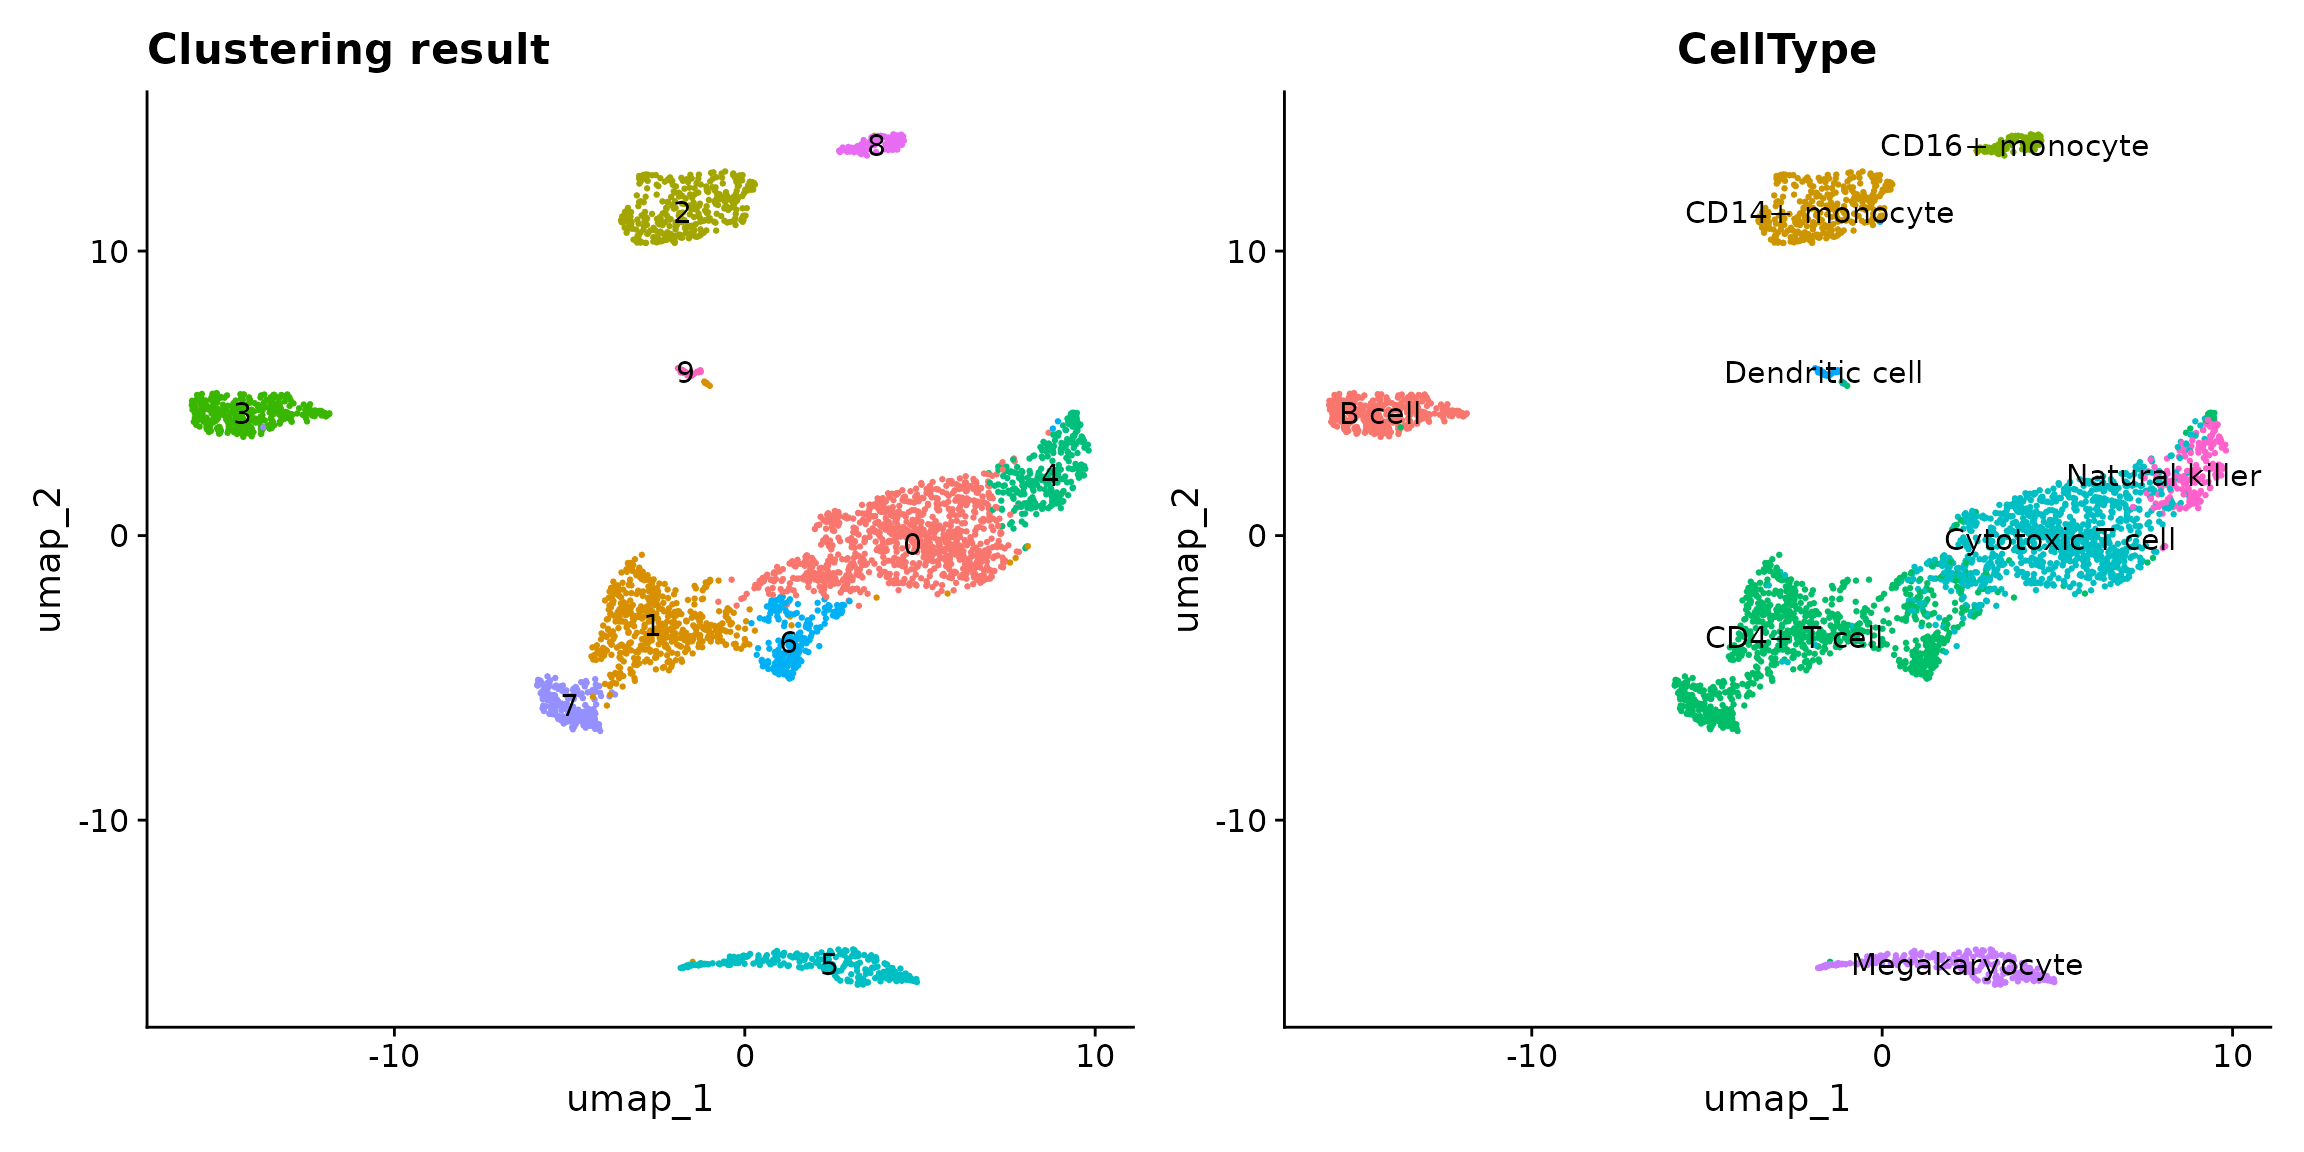 Clustering result
8
2
10
9
3
4
umap_2
0
0
1
6
7
-10
5
-10
0
10
umap_1
CellType
CD16+ monocyte
CD14+ monocyte
10
Dendritic cell
B cell
Natural killer
umap_2
0
Cytotoxic T cell
CD4+ T cell
-10
Megakaryocyte
-10
0
10
umap_1